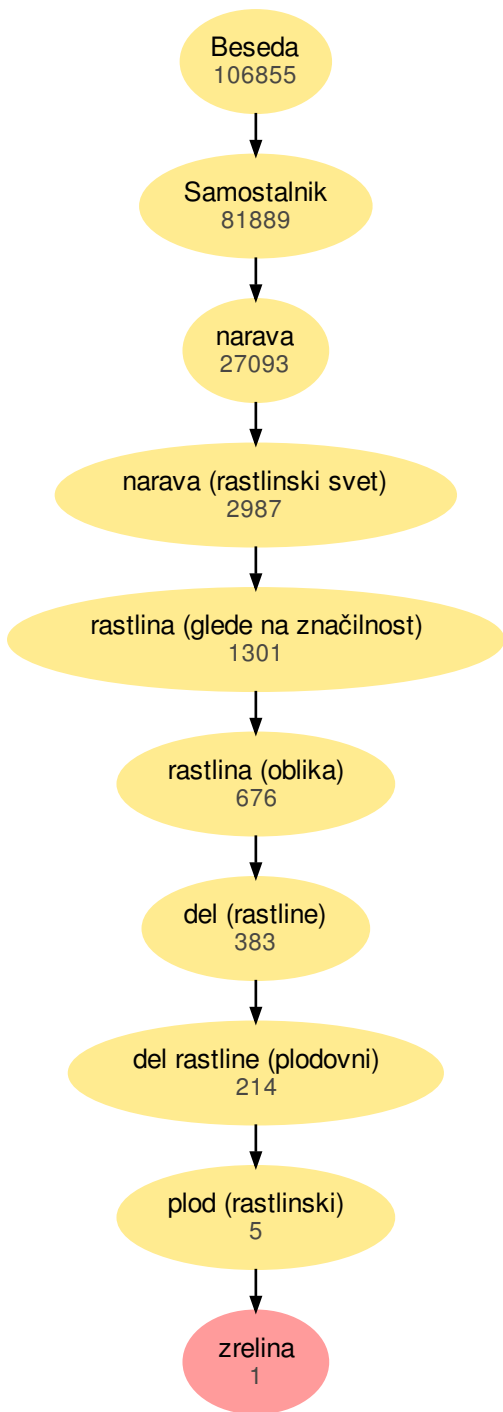 Beseda
106855
Samostalnik
81889
narava
27093
narava (rastlinski svet)
2987
rastlina (glede na značilnost)
1301
rastlina (oblika)
676
del (rastline)
383
del rastline (plodovni)
214
plod (rastlinski)
5
zrelina
1